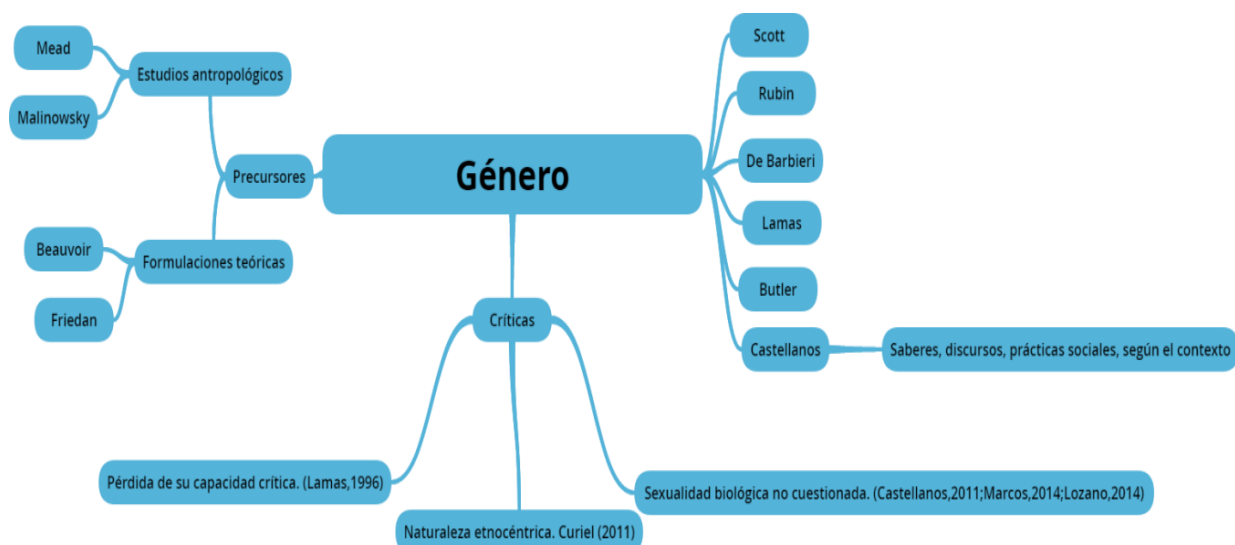 Mead
Estudios antropológicos
Malinowsky
Precursores
Beauvoir
Formulaciones teóricas
Friedan
Género
Scott
Rubin
De Barbieri
Lamas
Butler
Castellanos
Saberes, discursos, prácticas sociales, según el contexto
Críticas
Pérdida de su capacidad crítica. (Lamas,1996)
Naturaleza etnocéntrica. Curiel (2011)
Sexualidad biológica no cuestionada. (Castellanos,2011;Marcos,2014;Lozano,2014)